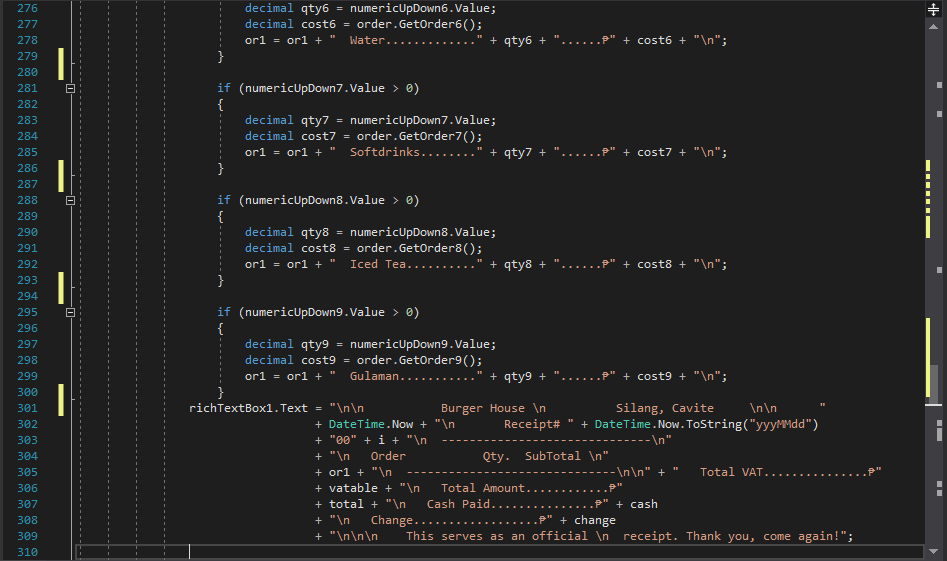 276 decimal qty6 = numericUpDown6.Value;
277 decimal cost6 = order.GetOrder6();
278 or1 = or1 + "  Water............." + qty6 + "......₱" + cost6 + "\n";
279 }
280
281 if (numericUpDown7.Value > 0)
282 {
283 decimal qty7 = numericUpDown7.Value;
284 decimal cost7 = order.GetOrder7();
285 or1 = or1 + "  Softdrinks........" + qty7 + "......₱" + cost7 + "\n";
286 }
287
288 if (numericUpDown8.Value > 0)
289 {
290 decimal qty8 = numericUpDown8.Value;
291 decimal cost8 = order.GetOrder8();
292 or1 = or1 + "  Iced Tea.........." + qty8 + "......₱" + cost8 + "\n";
293 }
294
295 if (numericUpDown9.Value > 0)
296 {
297 decimal qty9 = numericUpDown9.Value;
298 decimal cost9 = order.GetOrder9();
299 or1 = or1 + "  Gulaman..........." + qty9 + "......₱" + cost9 + "\n";
300 }
301 richTextBox1.Text = "\n\n           Burger House \n          Silang, Cavite     \n\n      "
302 + DateTime.Now + "\n       Receipt# " + DateTime.Now.ToString("yyyMMdd")
303 + "00" + i + "\n  ------------------------------\n"
304 + "\n   Order           Qty.  SubTotal \n"
305 + or1 + "\n  ------------------------------\n\n" + "   Total VAT...............₱"
306 + vatable + "\n   Total Amount............₱"
307 + total + "\n   Cash Paid...............₱" + cash
308 + "\n   Change..................₱" + change
309 + "\n\n\n    This serves as an official \n  receipt. Thank you, come again!";
310